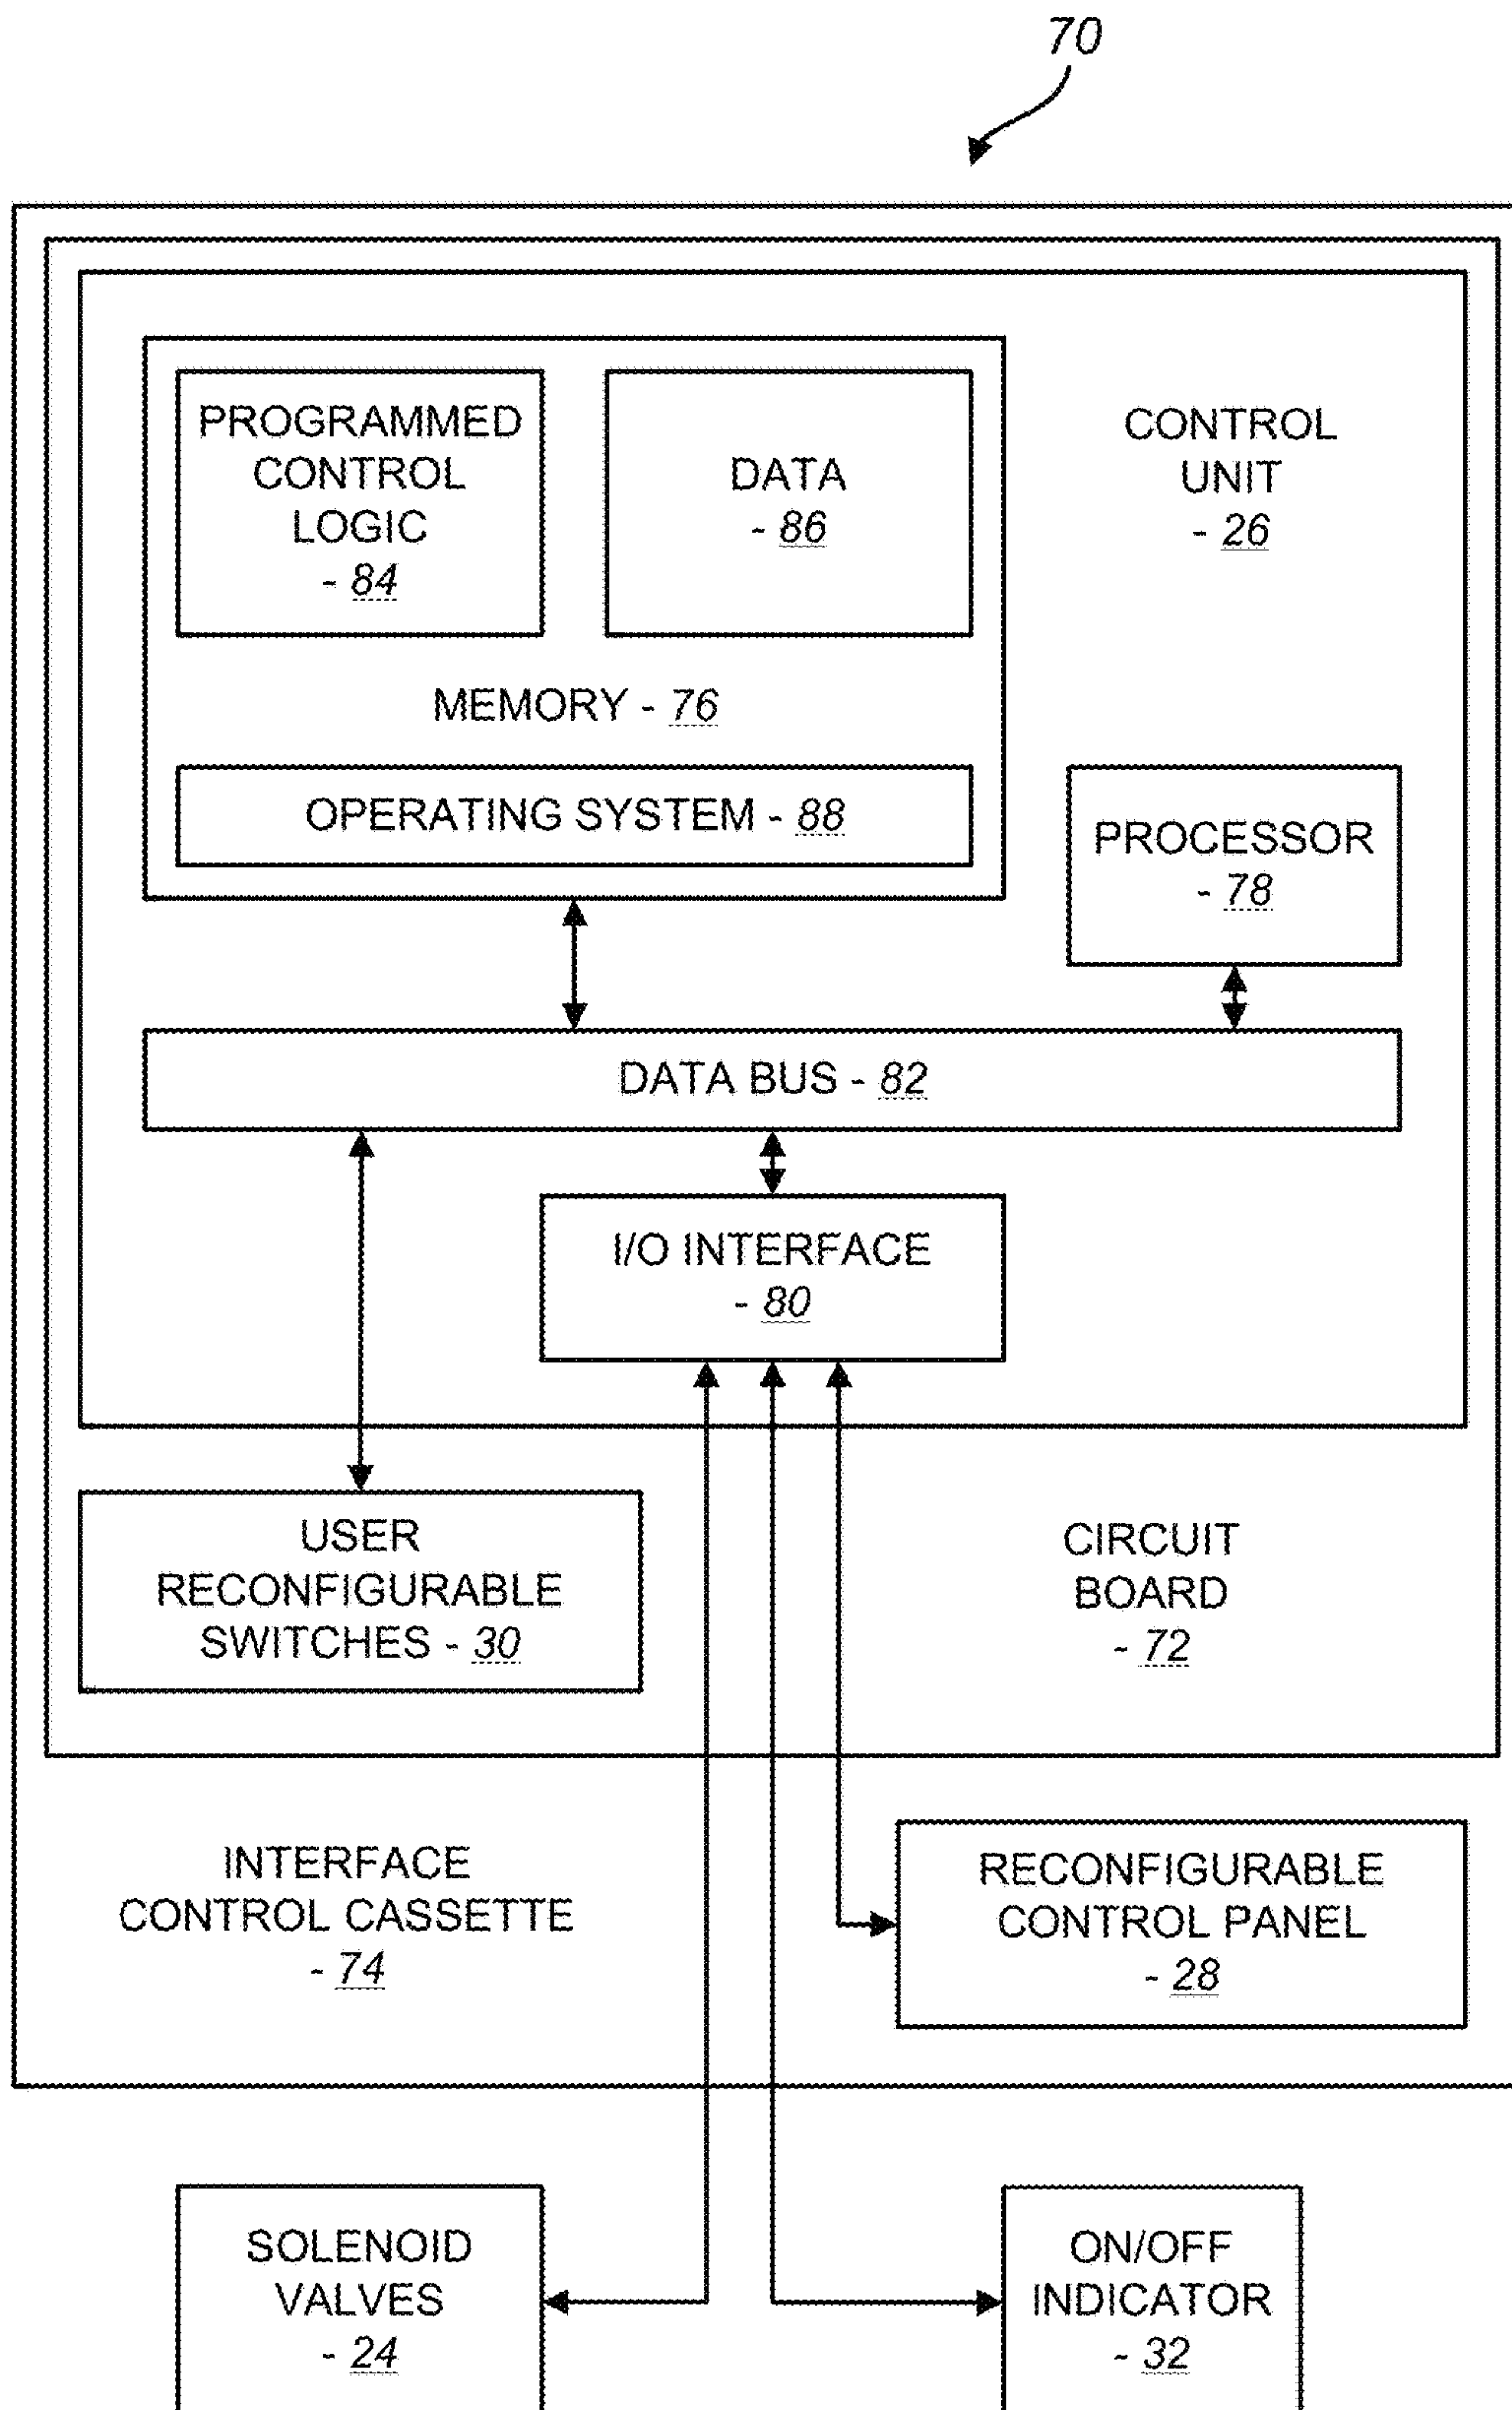 70
PROGRAMMED
CONTROL
LOGIC
- 84
DATA
- 86
CONTROL
UNIT
- 26
MEMORY - 76
OPERATING SYSTEM - 88
PROCESSOR
- 78
DATA BUS - 82
I/O INTERFACE
- 80
USER
RECONFIGURABLE
SWITCHES - 30
CIRCUIT
BOARD
- 72
INTERFACE
CONTROL CASSETTE
- 74
RECONFIGURABLE
CONTROL PANEL
- 28
SOLENOID
VALVES
- 24
ON/OFF
INDICATOR
- 32